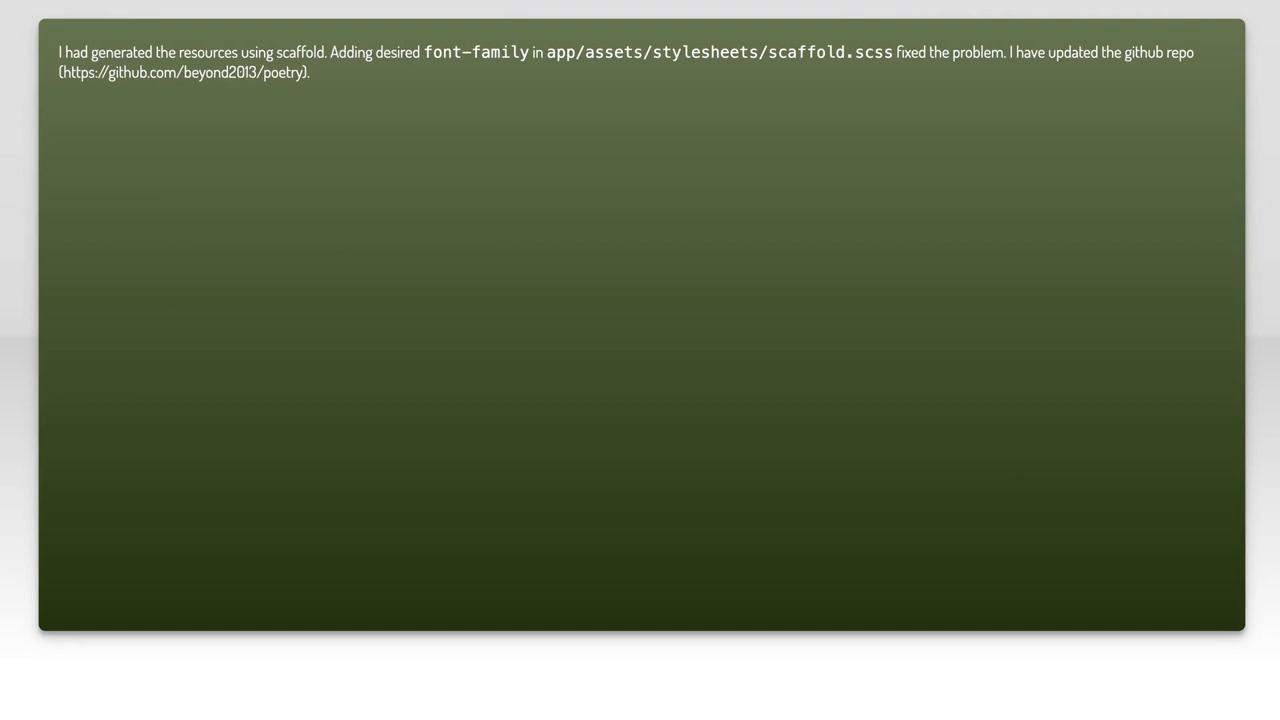 I had generated the resources using scaffold. Adding desired font-family in app/assets/stylesheets/scaffold.scss fixed the problem. I have updated the github repo
(https://github.com/beyond2013/poetry).